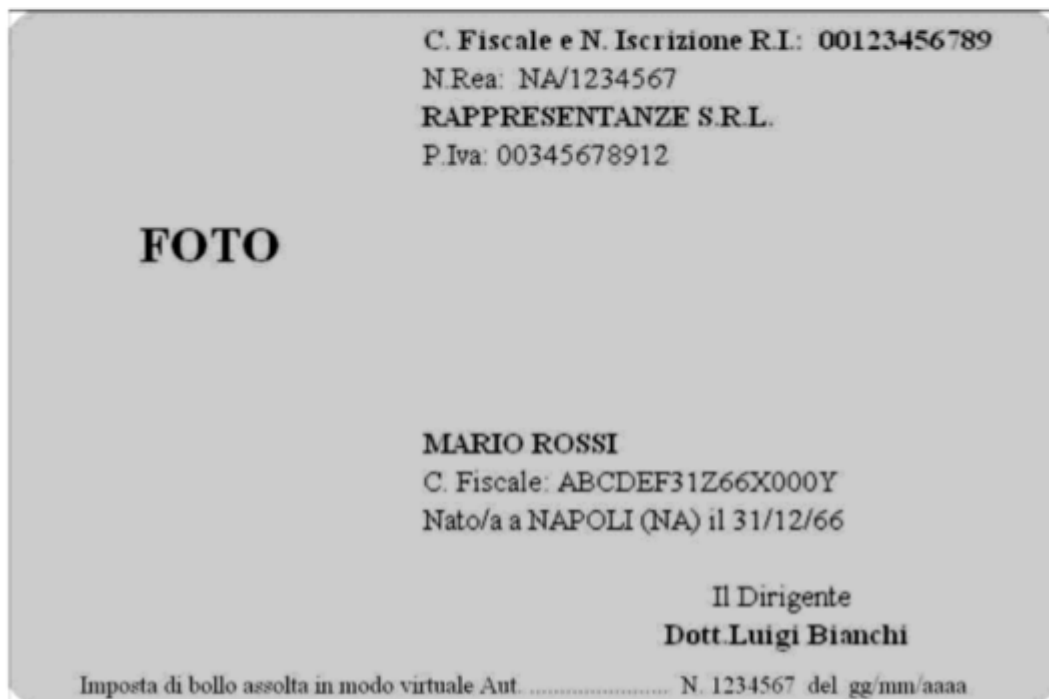 C. Fiscale e N. Iscrizione R.I.: 00123456789
N.Rea: NA/1234567
RAPPRESENTANZE S.R.L.
P.Iva: 00345678912
FOTO
MARIO ROSSI
C. Fiscale: ABCDEF31Z66X000Y
Nato/a a NAPOLI (NA) il 31/12/66
Il Dirigente
Dott.Luigi Bianchi
Imposta di bollo assolta in modo virtuale Aut. ........................ N. 1234567 del gg/mm/aaaa